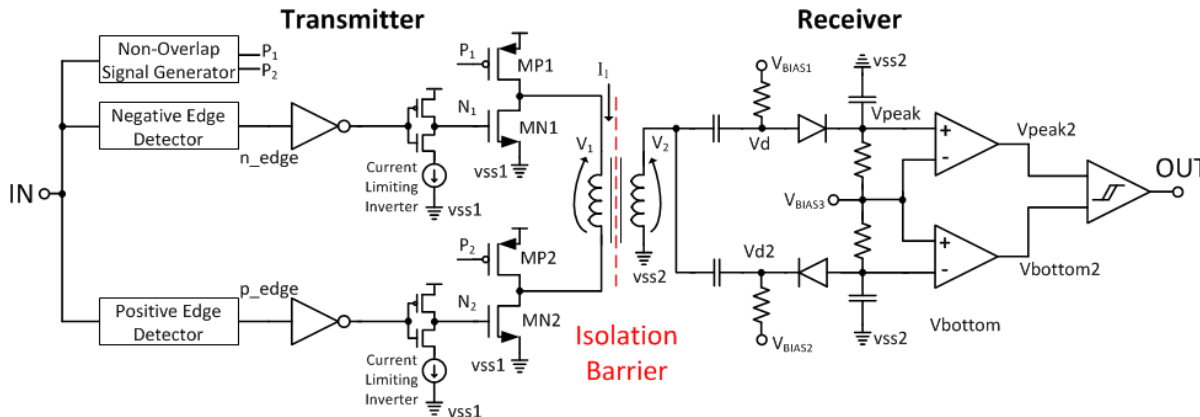 Transmitter
Receiver
Non-Overlap
Signal Generator
P1
P2
Negative Edge
Detector
n_edge
N1
Current
Limiting
Inverter
vss1
P1
MP1
MN1
vss1
I1
V1
V2
vss2
IN
Positive Edge
Detector
p_edge
N2
Current
Limiting
Inverter
vss1
P2
MP2
MN2
vss1
Isolation
Barrier
VBIAS1
Vd
vss2
Vpeak
+
-
Vpeak2
VBIAS3
OUT
Vd2
VBIAS2
+
-
Vbottom2
vss2
Vbottom